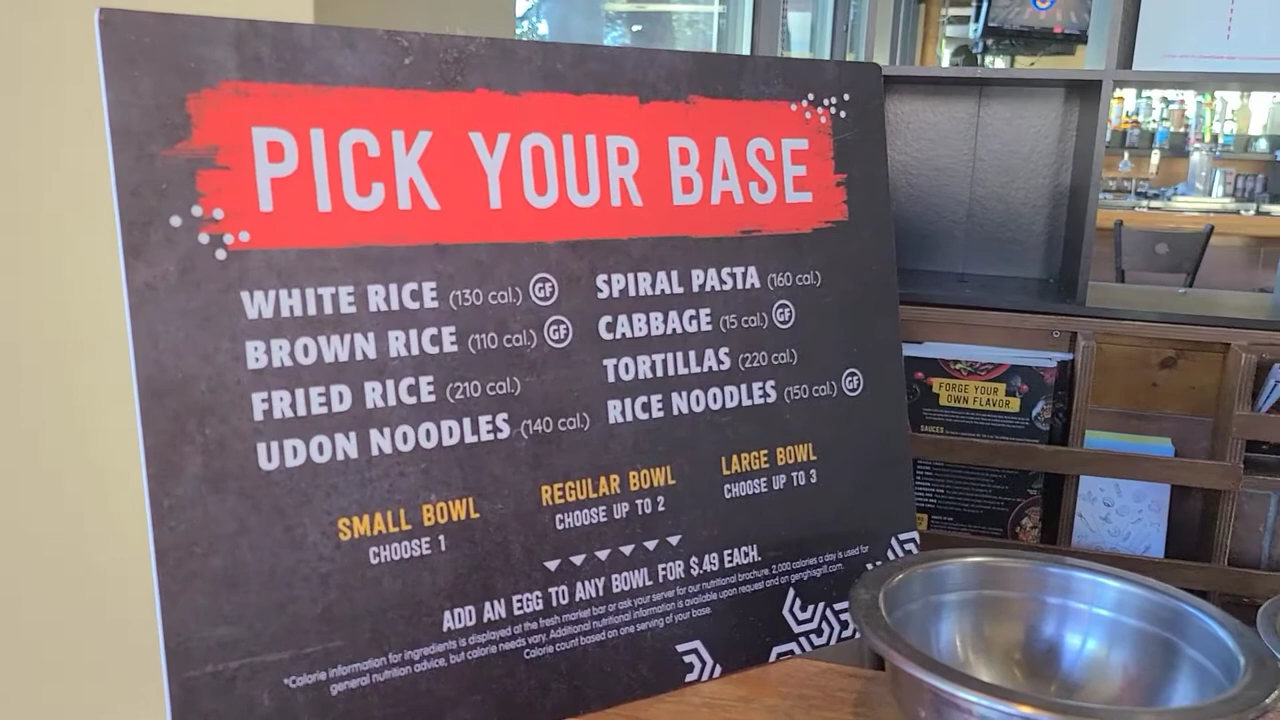 PICK YOUR BASE
WHITE RICE (130 cal.) GF
BROWN RICE (110 cal.) GF
FRIED RICE (210 cal.)
UDON NOODLES (140 cal.)
SPIRAL PASTA (160 cal.)
CABBAGE (15 cal.) GF
TORTILLAS (220 cal.)
RICE NOODLES (150 cal.) GF
SMALL BOWL
CHOOSE 1
REGULAR BOWL
CHOOSE UP TO 2
LARGE BOWL
CHOOSE UP TO 3
ADD AN EGG TO ANY BOWL FOR $.49 EACH.
*Calorie information for ingredients is displayed at the fresh market bar or ask your server for our nutritional brochure. 2,000 calories a day is used for
general nutrition advice, but calorie needs vary. Additional nutritional information is available upon request and on genghisgrill.com.
Calorie count based on one serving of your base.
FORGE YOUR
OWN FLAVOR.
SAUCES